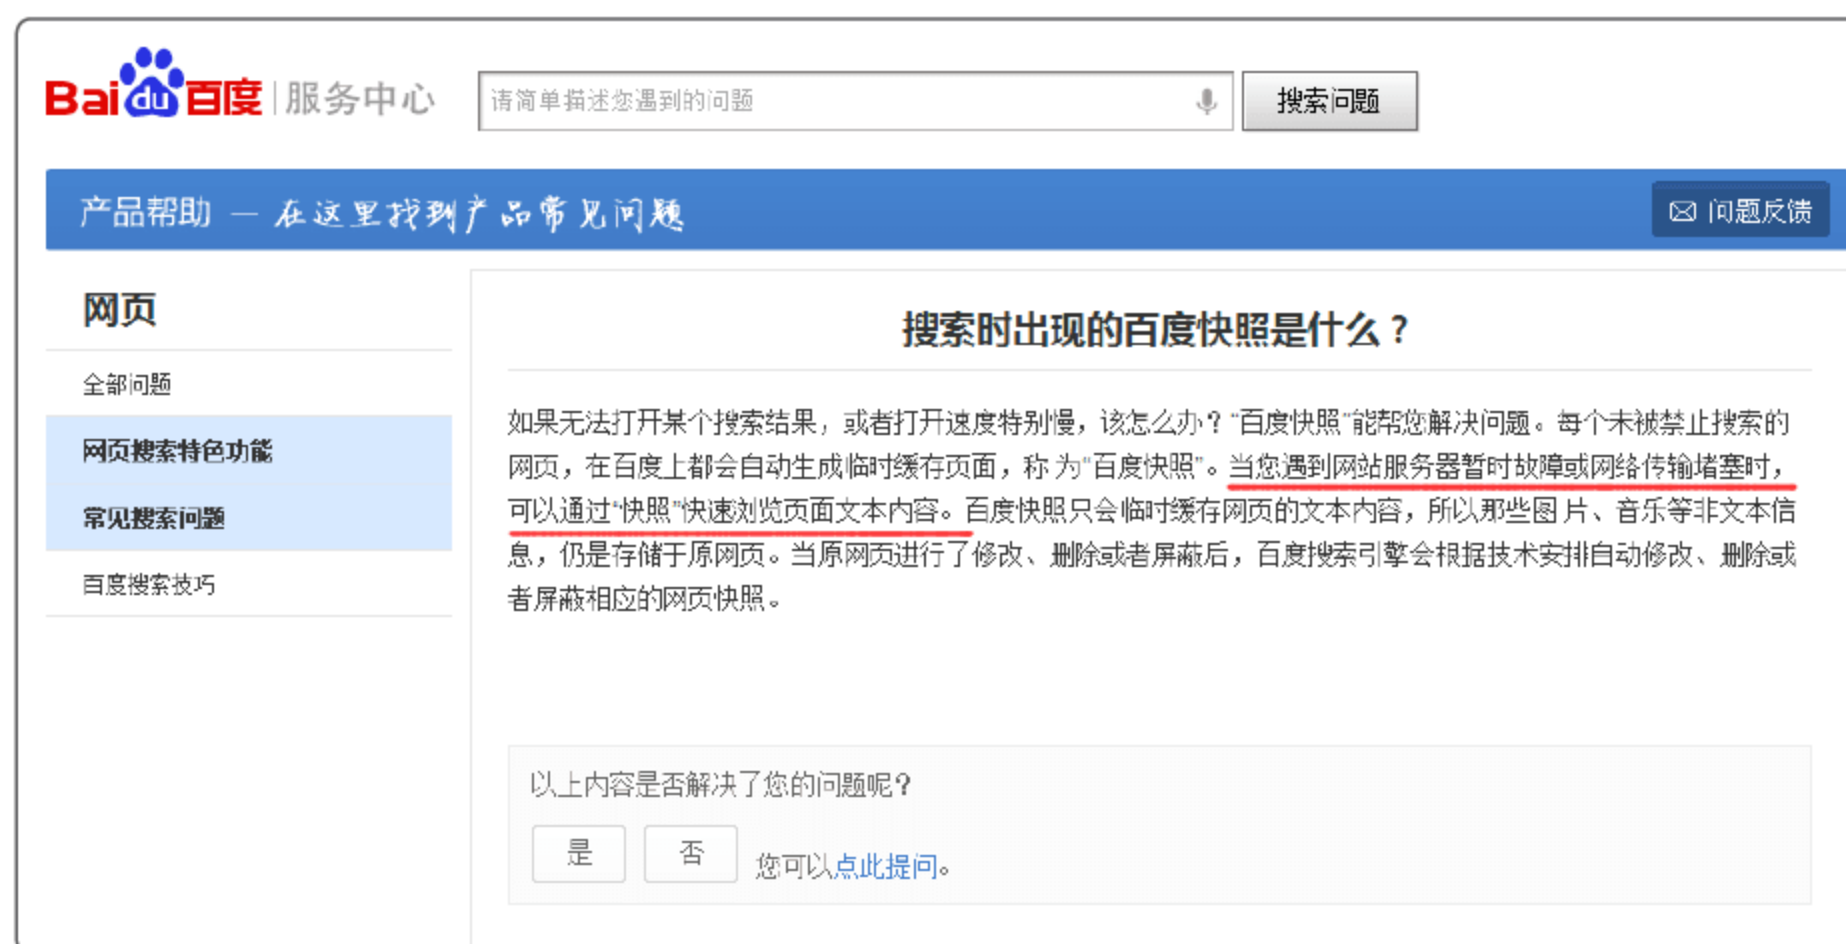 Bai du 百度 服务中心
请简单描述您遇到的问题
搜索问题
产品帮助 — 在这里找到产品常见问题
问题反馈
网页
全部问题
网页搜索特色功能
常见搜索问题
百度搜索技巧
搜索时出现的百度快照是什么？
如果无法打开某个搜索结果，或者打开速度特别慢，该怎么办？“百度快照”能帮您解决问题。每个未被禁止搜索的
网页，在百度上都会自动生成临时缓存页面，称为“百度快照”。当您遇到网站服务器暂时故障或网络传输堵塞时，
可以通过“快照”快速浏览页面文本内容。百度快照只会临时缓存网页的文本内容，所以那些图片、音乐等非文本信
息，仍是存储于原网页。当原网页进行了修改、删除或者屏蔽后，百度搜索引擎会根据技术安排自动修改、删除或
者屏蔽相应的网页快照。
以上内容是否解决了您的问题呢？
是
否
您可以点此提问。